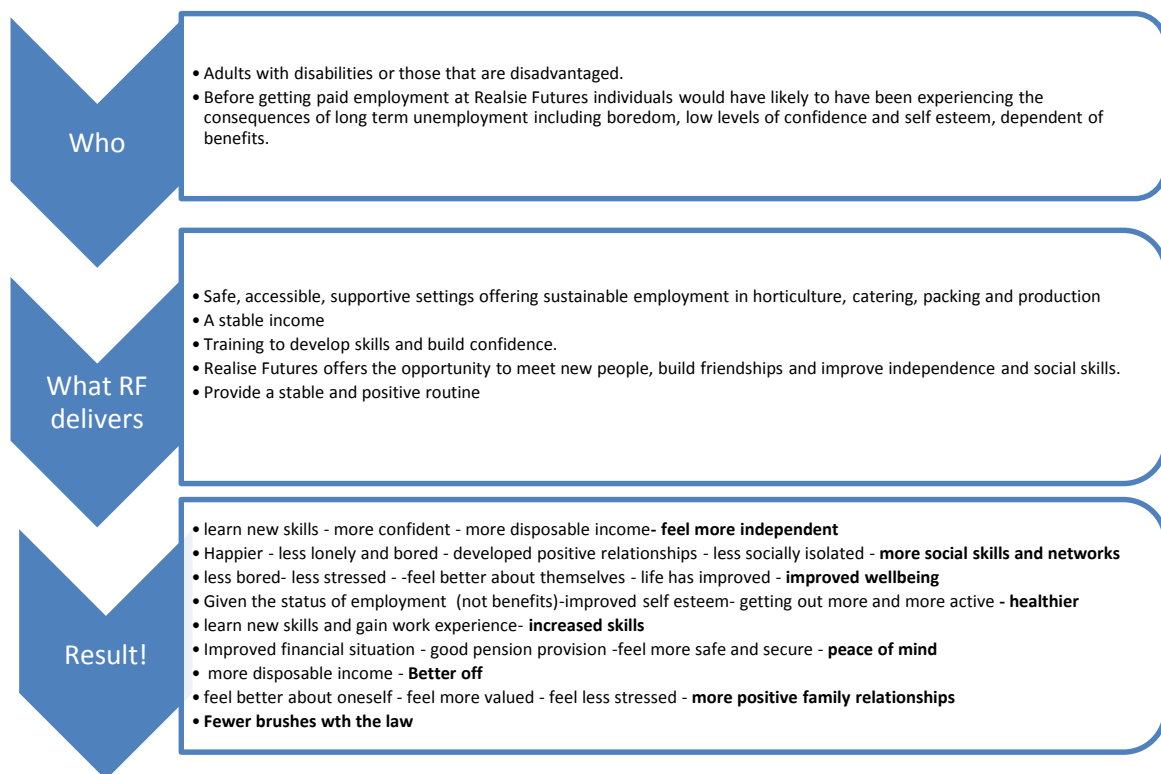 Who
• Adults with disabilities or those that are disadvantaged.
• Before getting paid employment at Realsie Futures individuals would have likely to have been experiencing the
consequences of long term unemployment including boredom, low levels of confidence and self esteem, dependent of
benefits.
What RF
delivers
• Safe, accessible, supportive settings offering sustainable employment in horticulture, catering, packing and production
• A stable income
• Training to develop skills and build confidence.
• Realise Futures offers the opportunity to meet new people, build friendships and improve independence and social skills.
• Provide a stable and positive routine
Result!
• learn new skills - more confident - more disposable income- feel more independent
• Happier - less lonely and bored - developed positive relationships - less socially isolated - more social skills and networks
• less bored- less stressed - -feel better about themselves - life has improved - improved wellbeing
• Given the status of employment (not benefits)-improved self esteem- getting out more and more active - healthier
• learn new skills and gain work experience- increased skills
• Improved financial situation - good pension provision -feel more safe and secure - peace of mind
• more disposable income - Better off
• feel better about oneself - feel more valued - feel less stressed - more positive family relationships
• Fewer brushes wth the law